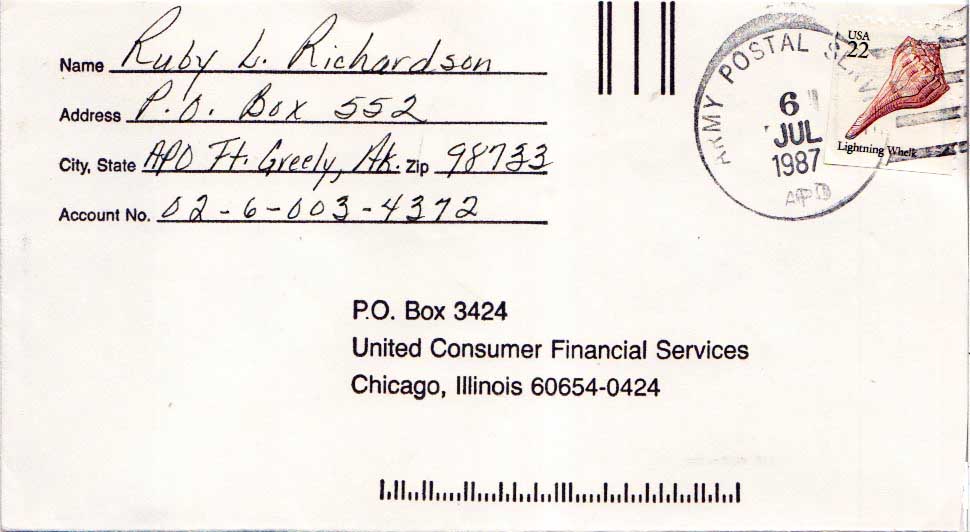 Name Ruby L. Richardson
Address P.O. Box 552
City, State APO Ft. Greely, Ak. Zip 98733
Account No. 02-6-003-4372
ARMY POSTAL
6
JUL
1987
APO
USA
22
Lightning Whelk
P.O. Box 3424
United Consumer Financial Services
Chicago, Illinois 60654-0424